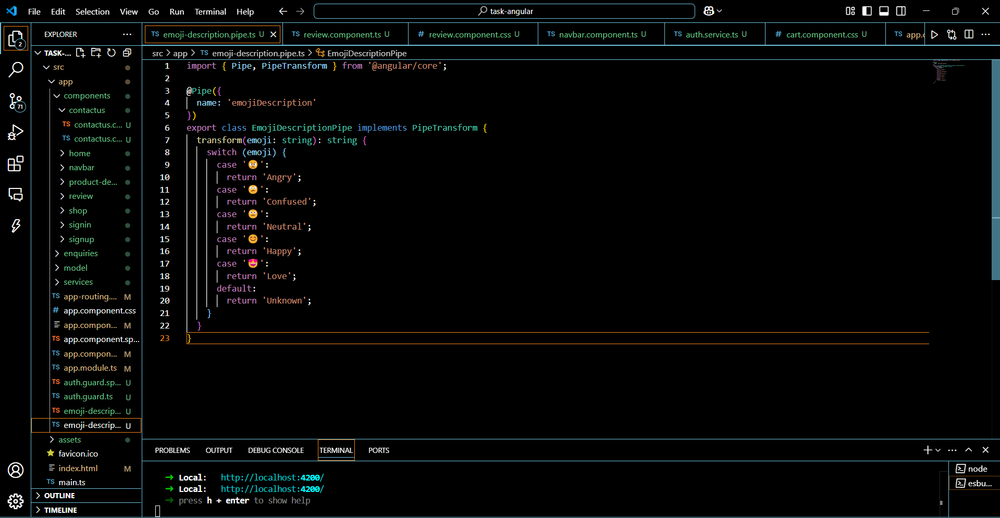 File Edit Selection View Go Run Terminal Help
task-angular
EXPLORER
TS emoji-description.pipe.ts U
TS review.component.ts U
# review.component.css U
TS navbar.component.ts U
TS auth.service.ts U
# cart.component.css U
TS app.c
2
71
TASK-...
src
app
components
contactus
TS contactus.c... U
TS contactus.c... U
home
navbar
product-de...
review
shop
signin
signup
enquiries
model
services
TS app-routing.... M
# app.component.css
app.compon... M
TS app.component.sp...
TS app.compon... M
TS app.module.ts M
TS auth.guard.sp... U
TS auth.guard.ts U
TS emoji-descrip... U
TS emoji-descrip... U
assets
favicon.ico
index.html M
TS main.ts
OUTLINE
TIMELINE
src > app > TS emoji-description.pipe.ts > EmojiDescriptionPipe
1 import { Pipe, PipeTransform } from '@angular/core';
2
3 @Pipe({
4 name: 'emojiDescription'
5 })
6 export class EmojiDescriptionPipe implements PipeTransform {
7 transform(emoji: string): string {
8 switch (emoji) {
9 case '😠':
10 return 'Angry';
11 case '😕':
12 return 'Confused';
13 case '😐':
14 return 'Neutral';
15 case '😊':
16 return 'Happy';
17 case '🤩':
18 return 'Love';
19 default:
20 return 'Unknown';
21 }
22 }
23 }
PROBLEMS OUTPUT DEBUG CONSOLE TERMINAL PORTS
➜ Local: http://localhost:4200/
➜ Local: http://localhost:4200/
➜ press h + enter to show help
node
esbu...